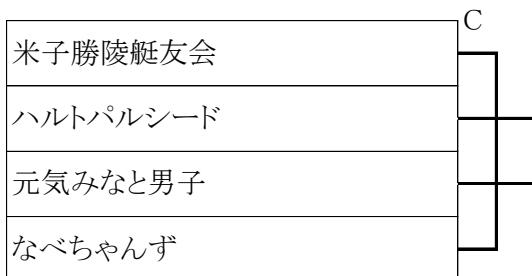 C
米子勝陵艇友会
ハルトパルシード
元気みなと男子
なべちゃんず